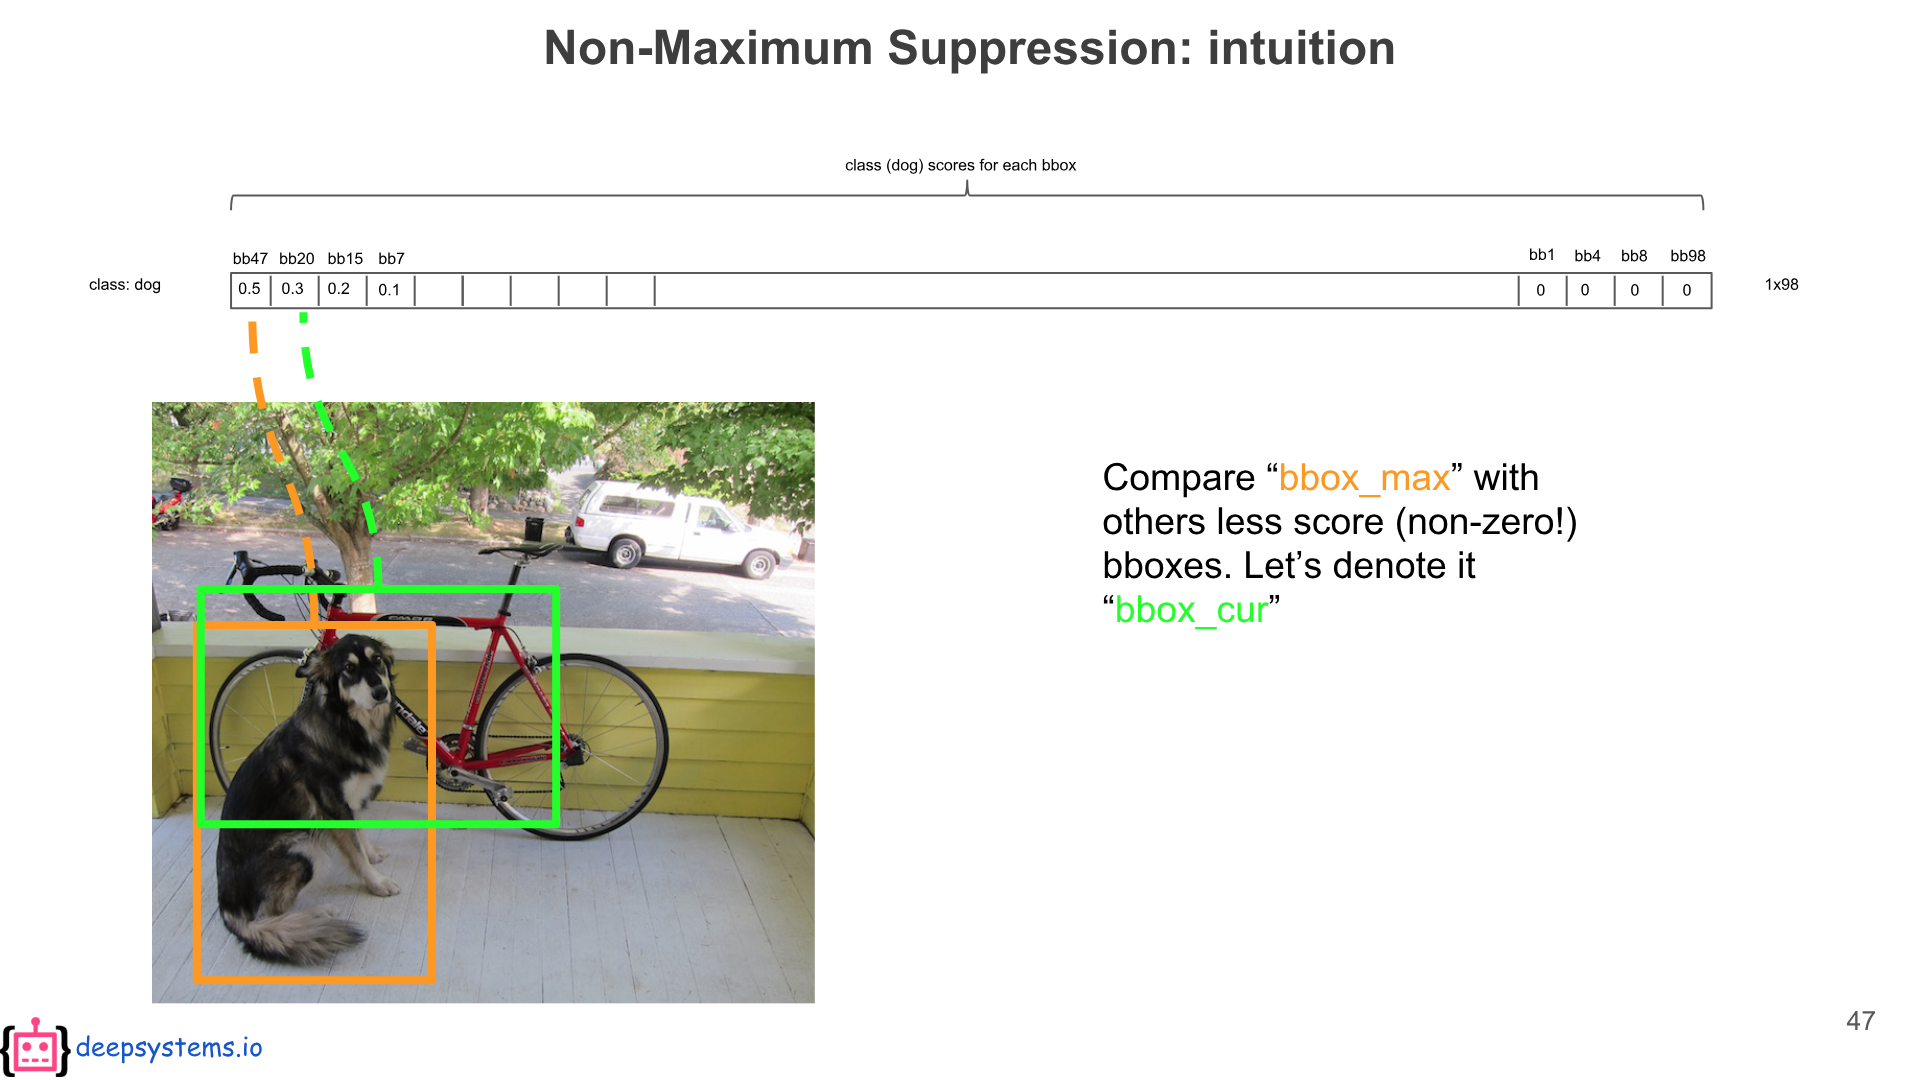 Non-Maximum Suppression: intuition
class (dog) scores for each bbox
bb47 bb20 bb15 bb7 bb1 bb4 bb8 bb98
class: dog 0.5 0.3 0.2 0.1 0 0 0 0 1x98
Compare “bbox_max” with
others less score (non-zero!)
bboxes. Let’s denote it
“bbox_cur”
47
{ } deepsystems.io